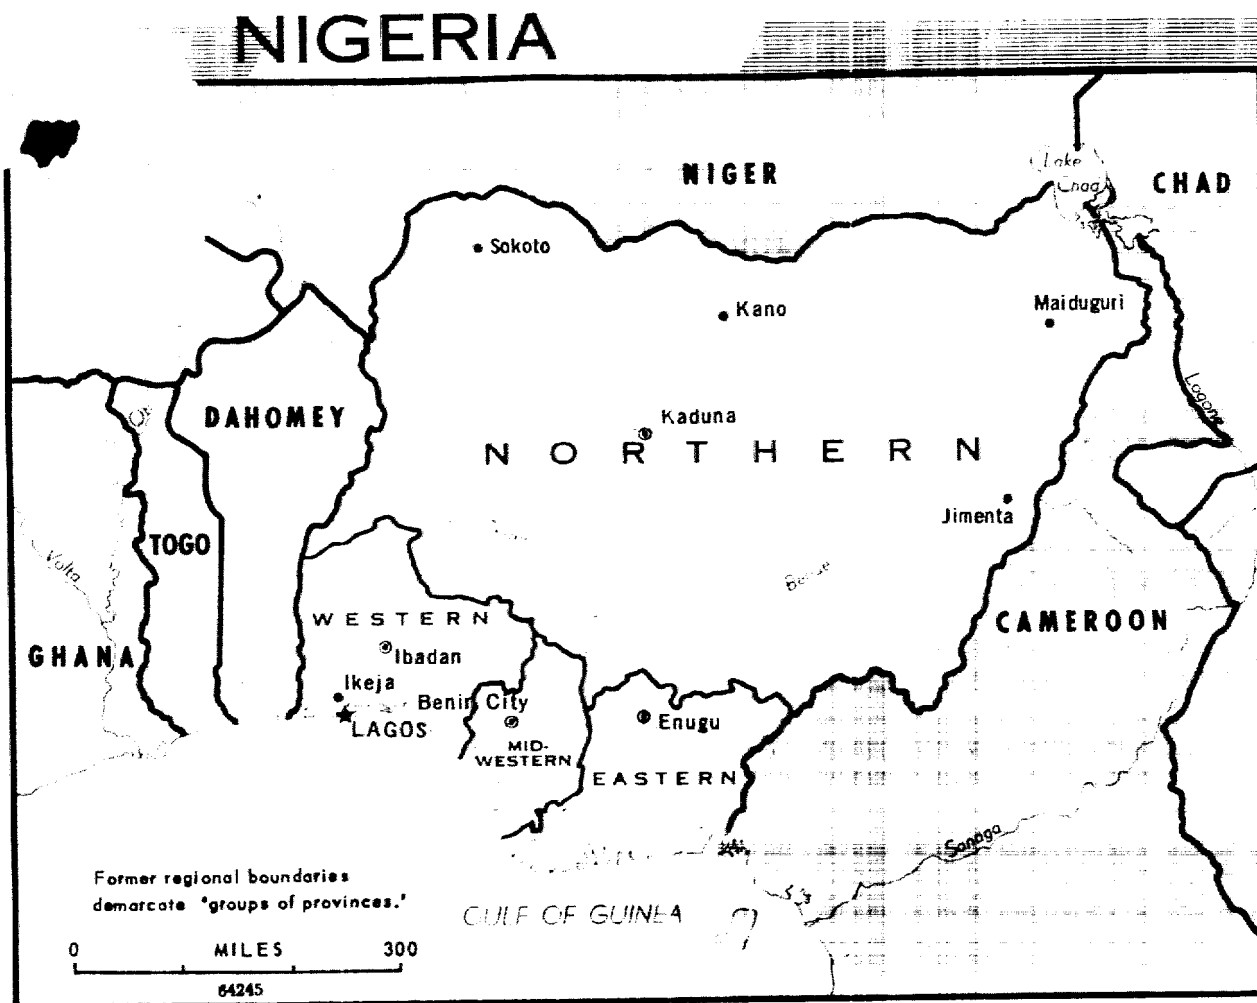 NIGERIA
NIGER
Lake
Chad
CHAD
Sokoto
Kano
Maiduguri
Logone
DAHOMEY
Kaduna
NORTHERN
Jimenta
TOGO
Volta
Benue
WESTERN
CAMEROON
GHANA
Ibadan
Ikeja
Benin City
LAGOS
Enugu
MID-
WESTERN
EASTERN
Sanaga
Former regional boundaries
demarcate 'groups of provinces.'
GULF OF GUINEA
0 MILES 300
64245